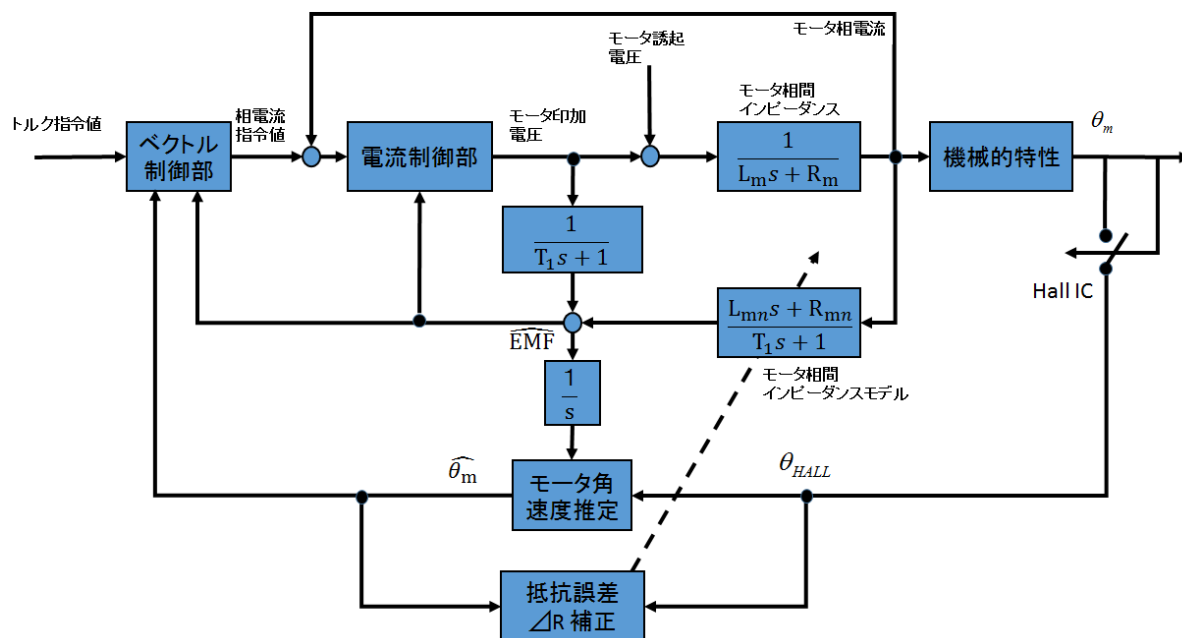 モータ相電流
モータ誘起
電圧
トルク指令値
相電流
指令値
モータ印加
電圧
モータ相間
インピーダンス
θm
ベクトル
制御部
電流制御部
1
Lms + Rm
機械的特性
1
T1s + 1
Hall IC
Lmns + Rmn
T1s + 1
EMF^
モータ相間
インピーダンスモデル
1
s
θm^
モータ角
速度推定
θHALL
抵抗誤差
⊿R 補正